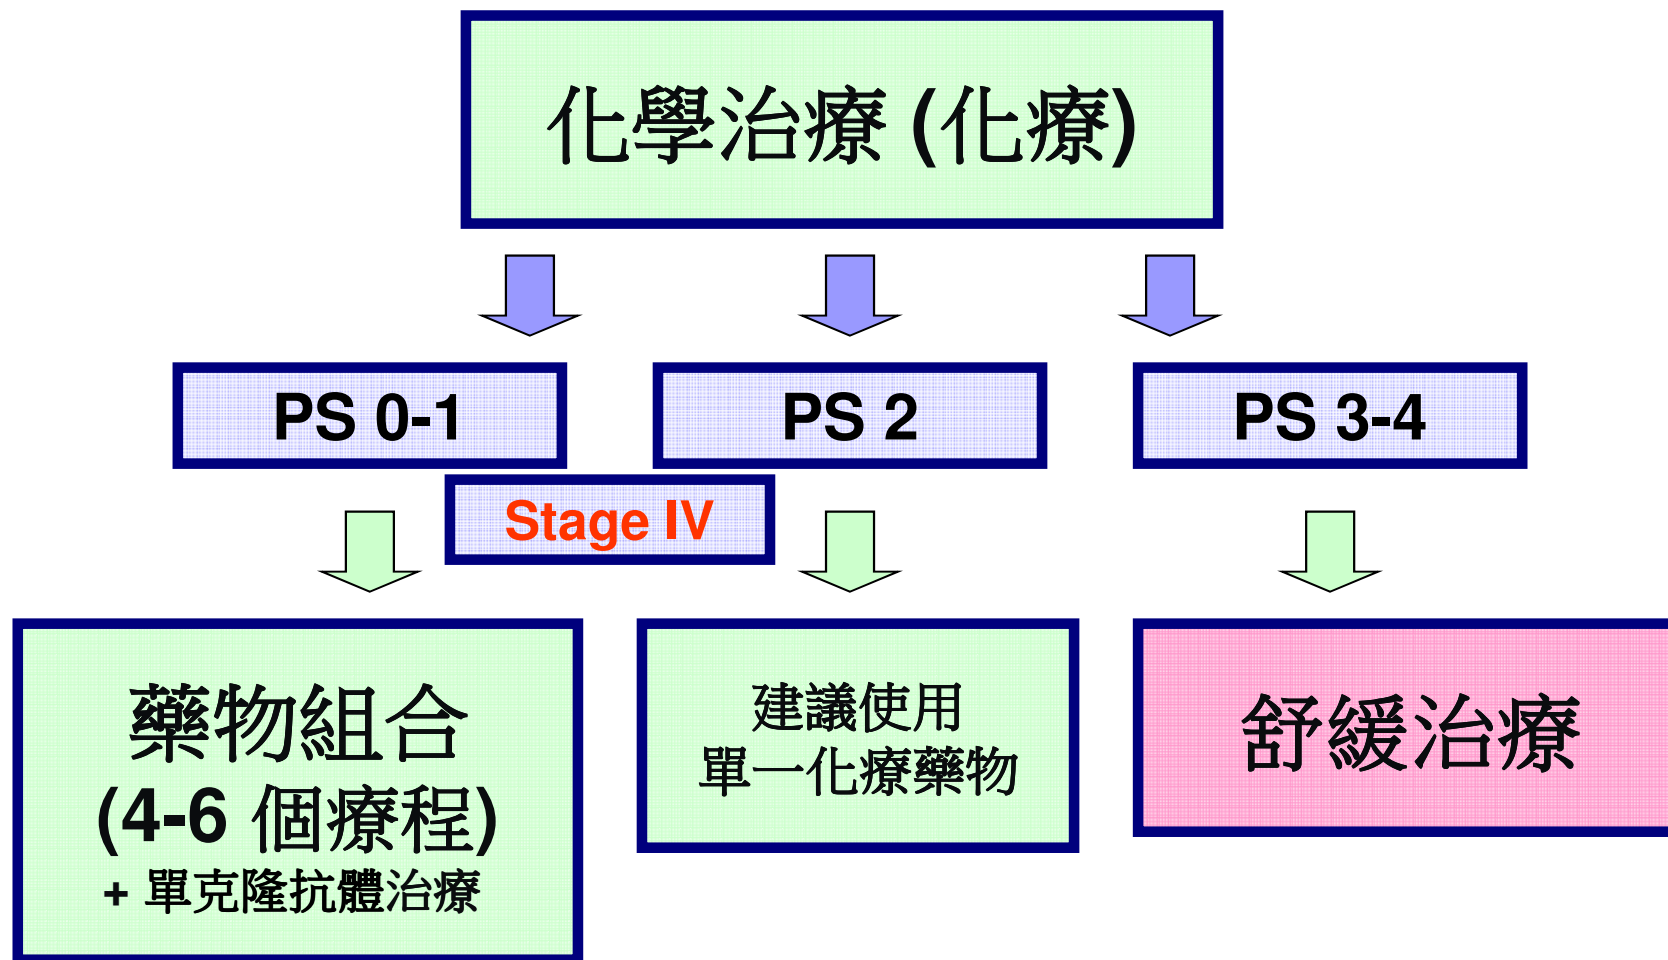 化學治療 (化療)
PS 0-1
PS 2
PS 3-4
Stage IV
藥物組合
(4-6 個療程)
+ 單克隆抗體治療
建議使用
單一化療藥物
舒緩治療